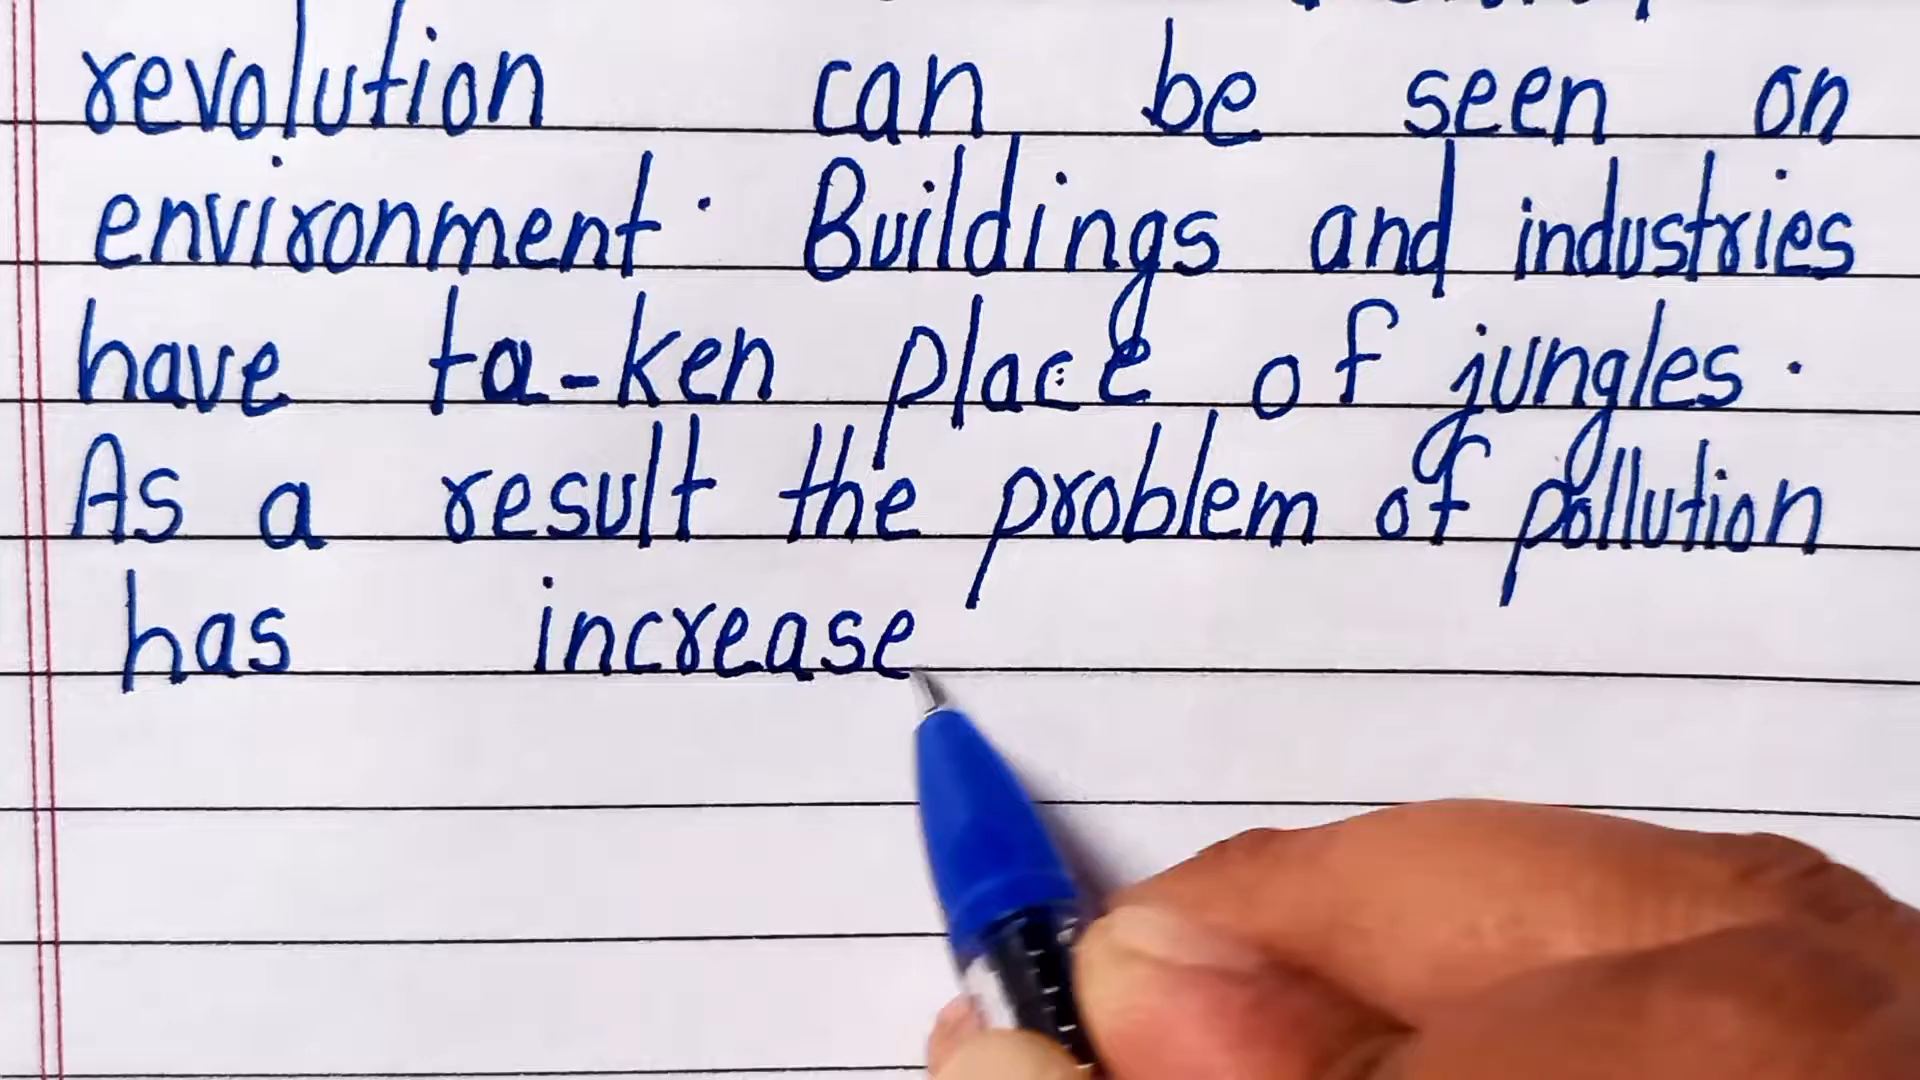 revolution can be seen on
environment. Buildings and industries
have ta-ken place of jungles.
As a result the problem of pollution
has increase